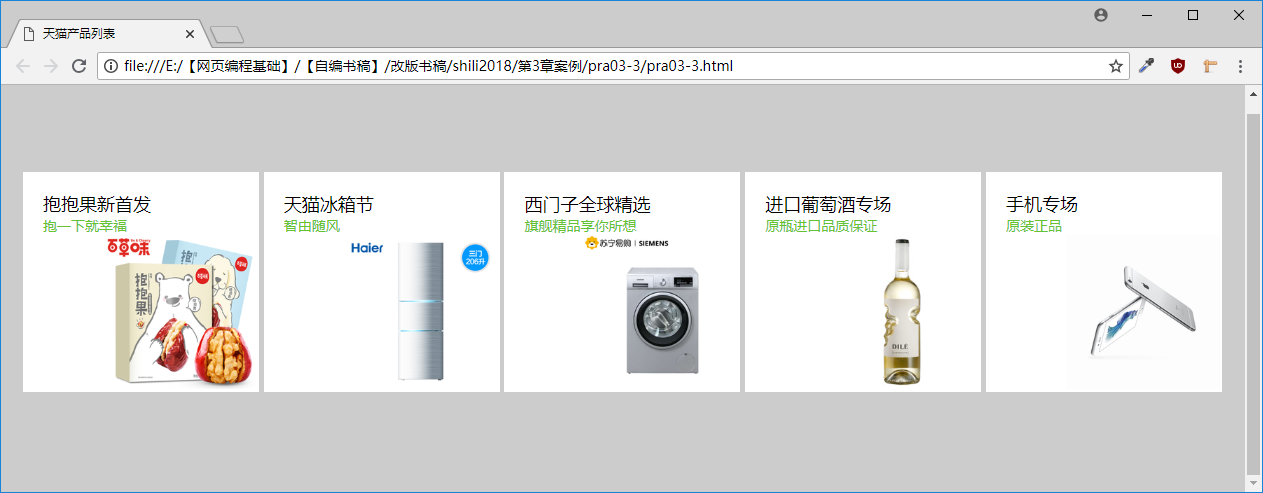 天猫产品列表
file:///E:/【网页编程基础】/【自编书稿】/改版书稿/shili2018/第3章案例/pra03-3/pra03-3.html
抱抱果新首发
抱一下就幸福
百草味
抱抱果
天猫冰箱节
智由随风
Haier
三门
206升
西门子全球精选
旗舰精品享你所想
苏宁易购 | SIEMENS
进口葡萄酒专场
原瓶进口品质保证
DILE
手机专场
原装正品